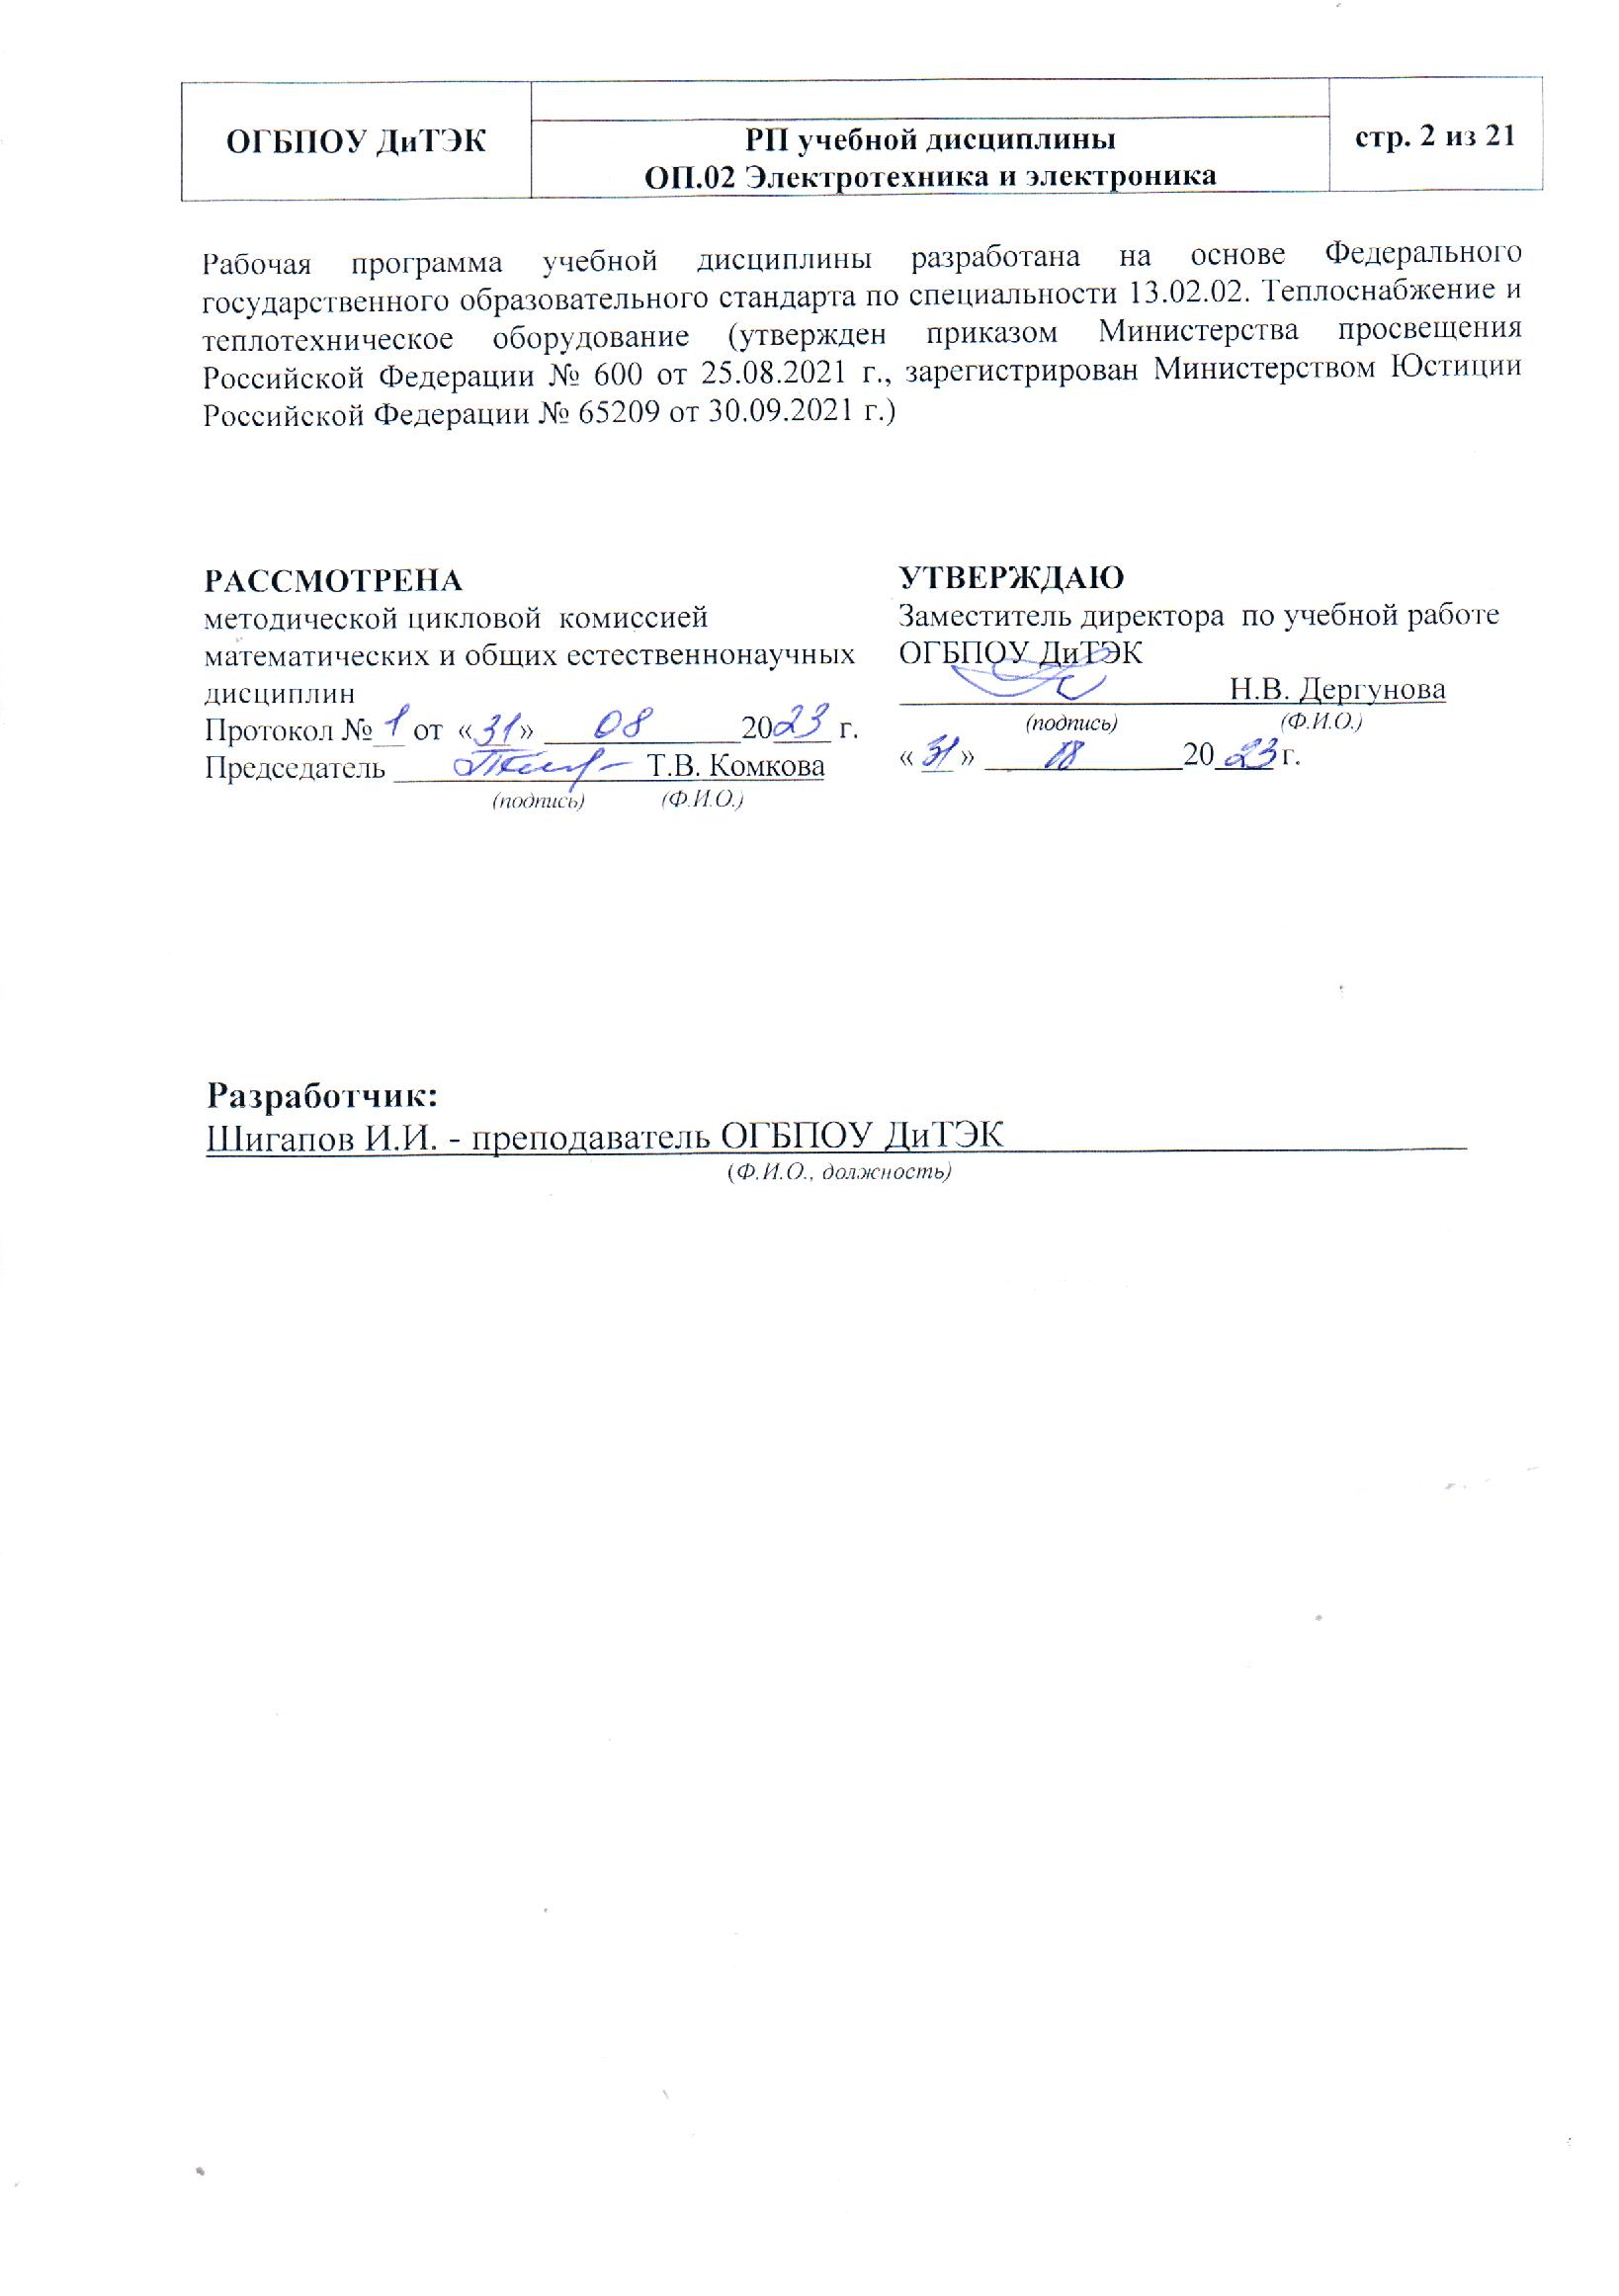 ОГБПОУ ДиТЭК
РП учебной дисциплины
ОП.02 Электротехника и электроника
стр. 2 из 21
Рабочая программа учебной дисциплины разработана на основе Федерального
государственного образовательного стандарта по специальности 13.02.02. Теплоснабжение и
теплотехническое оборудование (утвержден приказом Министерства просвещения
Российской Федерации № 600 от 25.08.2021 г., зарегистрирован Министерством Юстиции
Российской Федерации № 65209 от 30.09.2021 г.)
РАССМОТРЕНА
методической цикловой комиссией
математических и общих естественнонаучных
дисциплин
Протокол № 1 от «31» 08 2023 г.
Председатель Т.В. Комкова
(подпись) (Ф.И.О.)
УТВЕРЖДАЮ
Заместитель директора по учебной работе
ОГБПОУ ДиТЭК
Н.В. Дергунова
(подпись) (Ф.И.О.)
«31» 2023 г.
Разработчик:
Шигапов И.И. - преподаватель ОГБПОУ ДиТЭК
(Ф.И.О., должность)